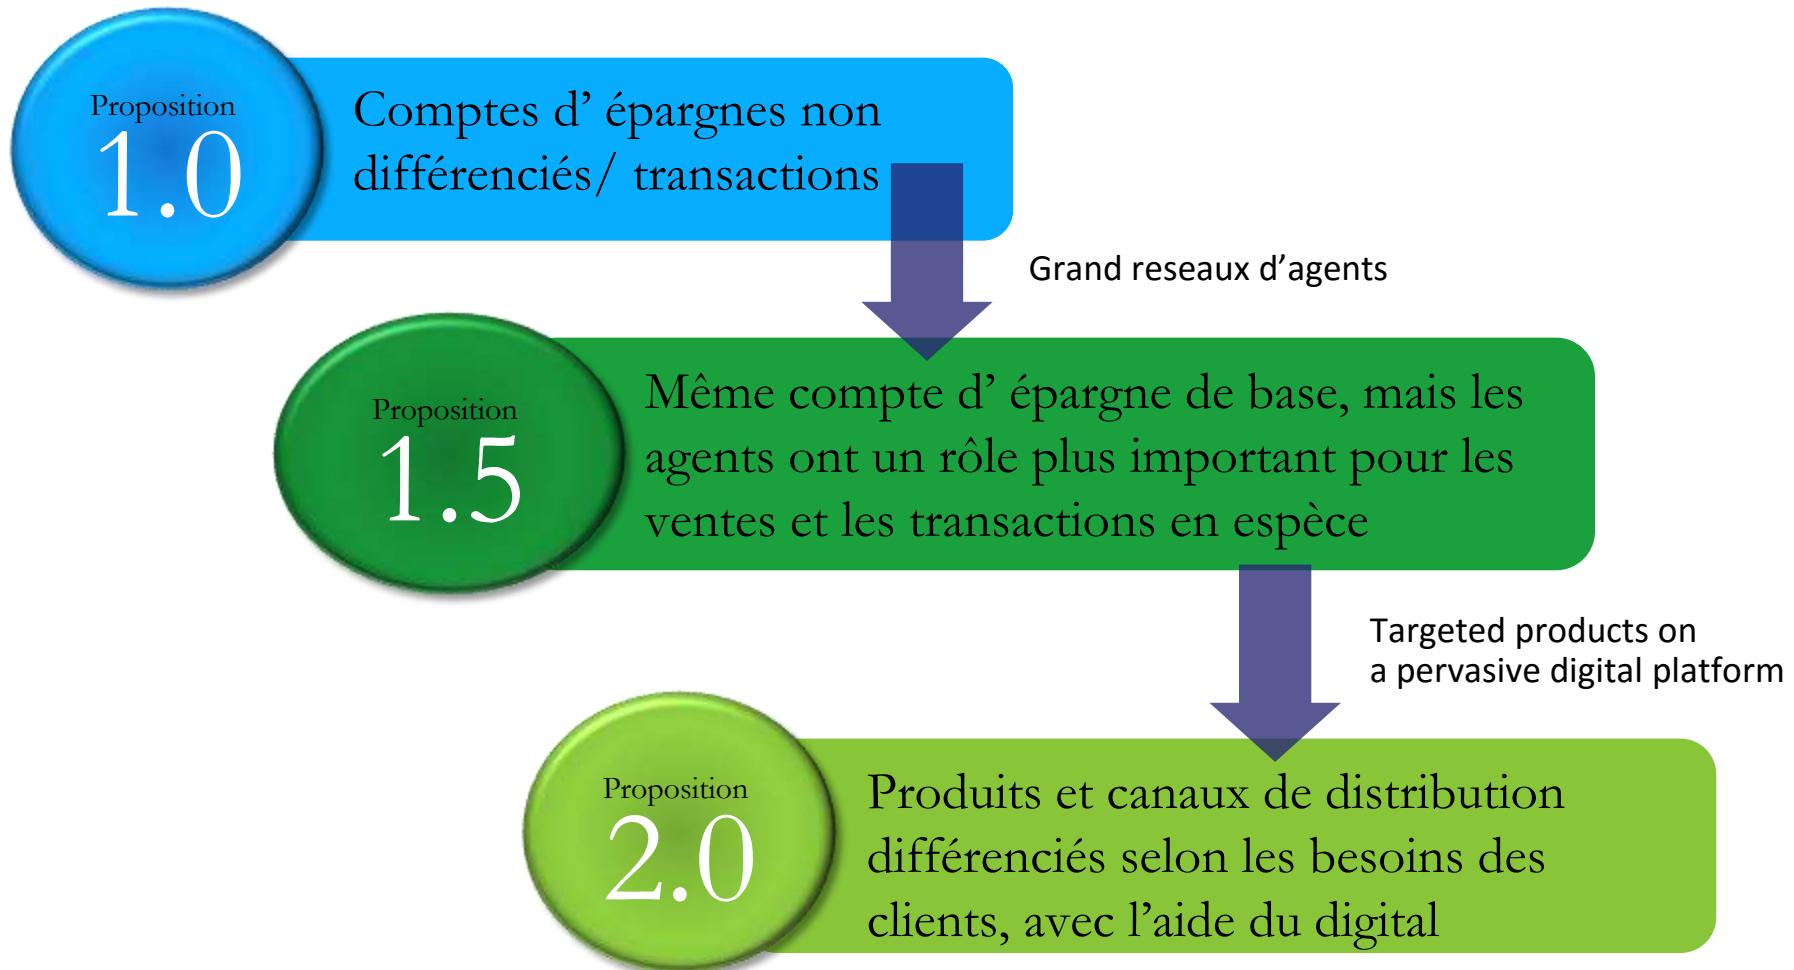 Proposition
1.0
Comptes d’ épargnes non
différenciés/ transactions
Grand reseaux d’agents
Proposition
1.5
Même compte d’ épargne de base, mais les
agents ont un rôle plus important pour les
ventes et les transactions en espèce
Targeted products on
a pervasive digital platform
Proposition
2.0
Produits et canaux de distribution
différenciés selon les besoins des
clients, avec l’aide du digital